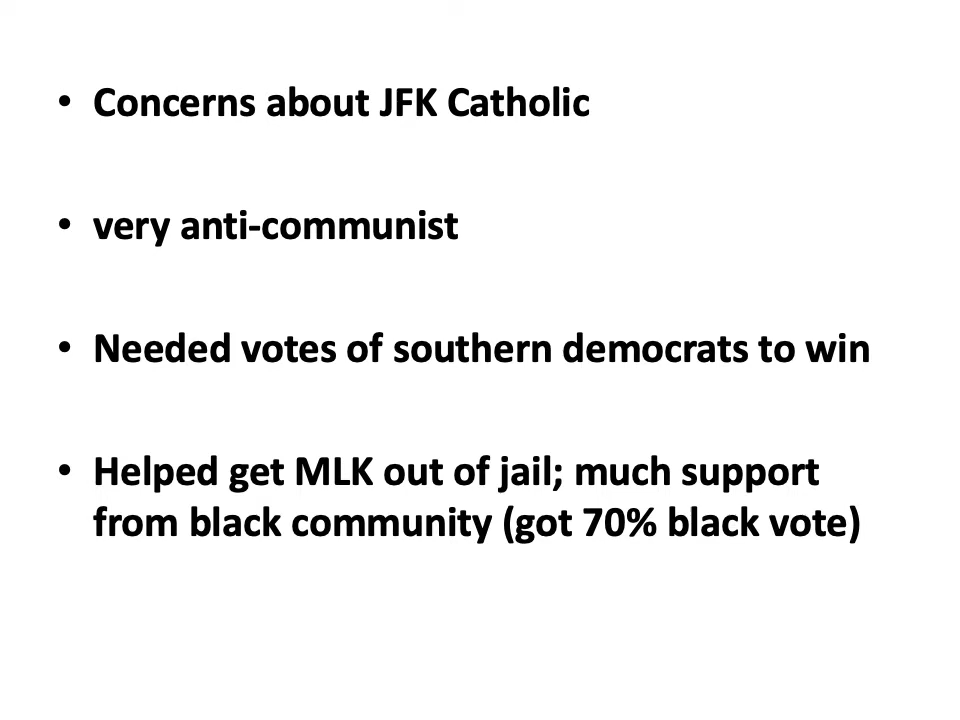 • Concerns about JFK Catholic
• very anti-communist
• Needed votes of southern democrats to win
• Helped get MLK out of jail; much support
from black community (got 70% black vote)